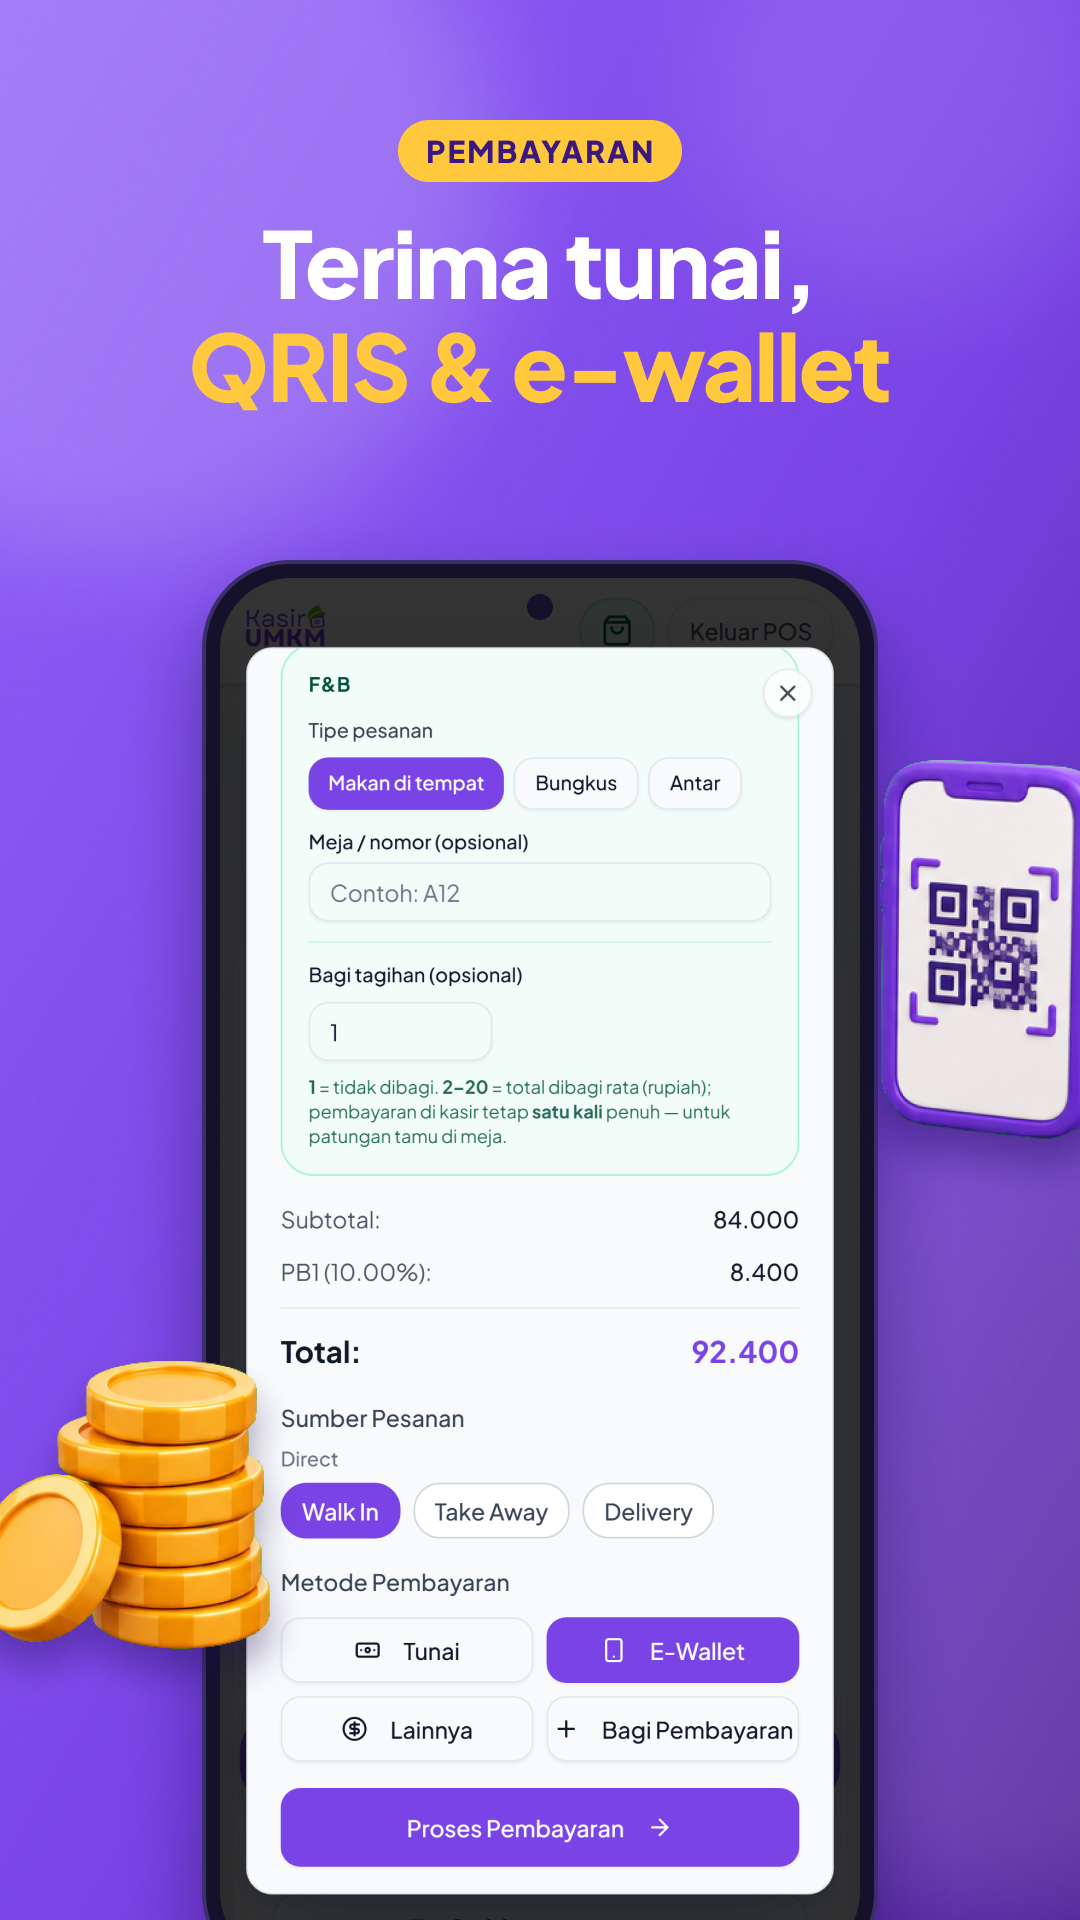 PEMBAYARAN
Terima tunai,
QRIS & e-wallet
Kasir
UMKM
Keluar POS
F&B
Tipe pesanan
Makan di tempat
Bungkus
Antar
Meja / nomor (opsional)
Contoh: A12
Bagi tagihan (opsional)
1
1 = tidak dibagi. 2–20 = total dibagi rata (rupiah);
pembayaran di kasir tetap satu kali penuh — untuk
patungan tamu di meja.
Subtotal: 84.000
PB1 (10.00%): 8.400
Total: 92.400
Sumber Pesanan
Direct
Walk In
Take Away
Delivery
Metode Pembayaran
Tunai
E-Wallet
Lainnya
Bagi Pembayaran
Proses Pembayaran